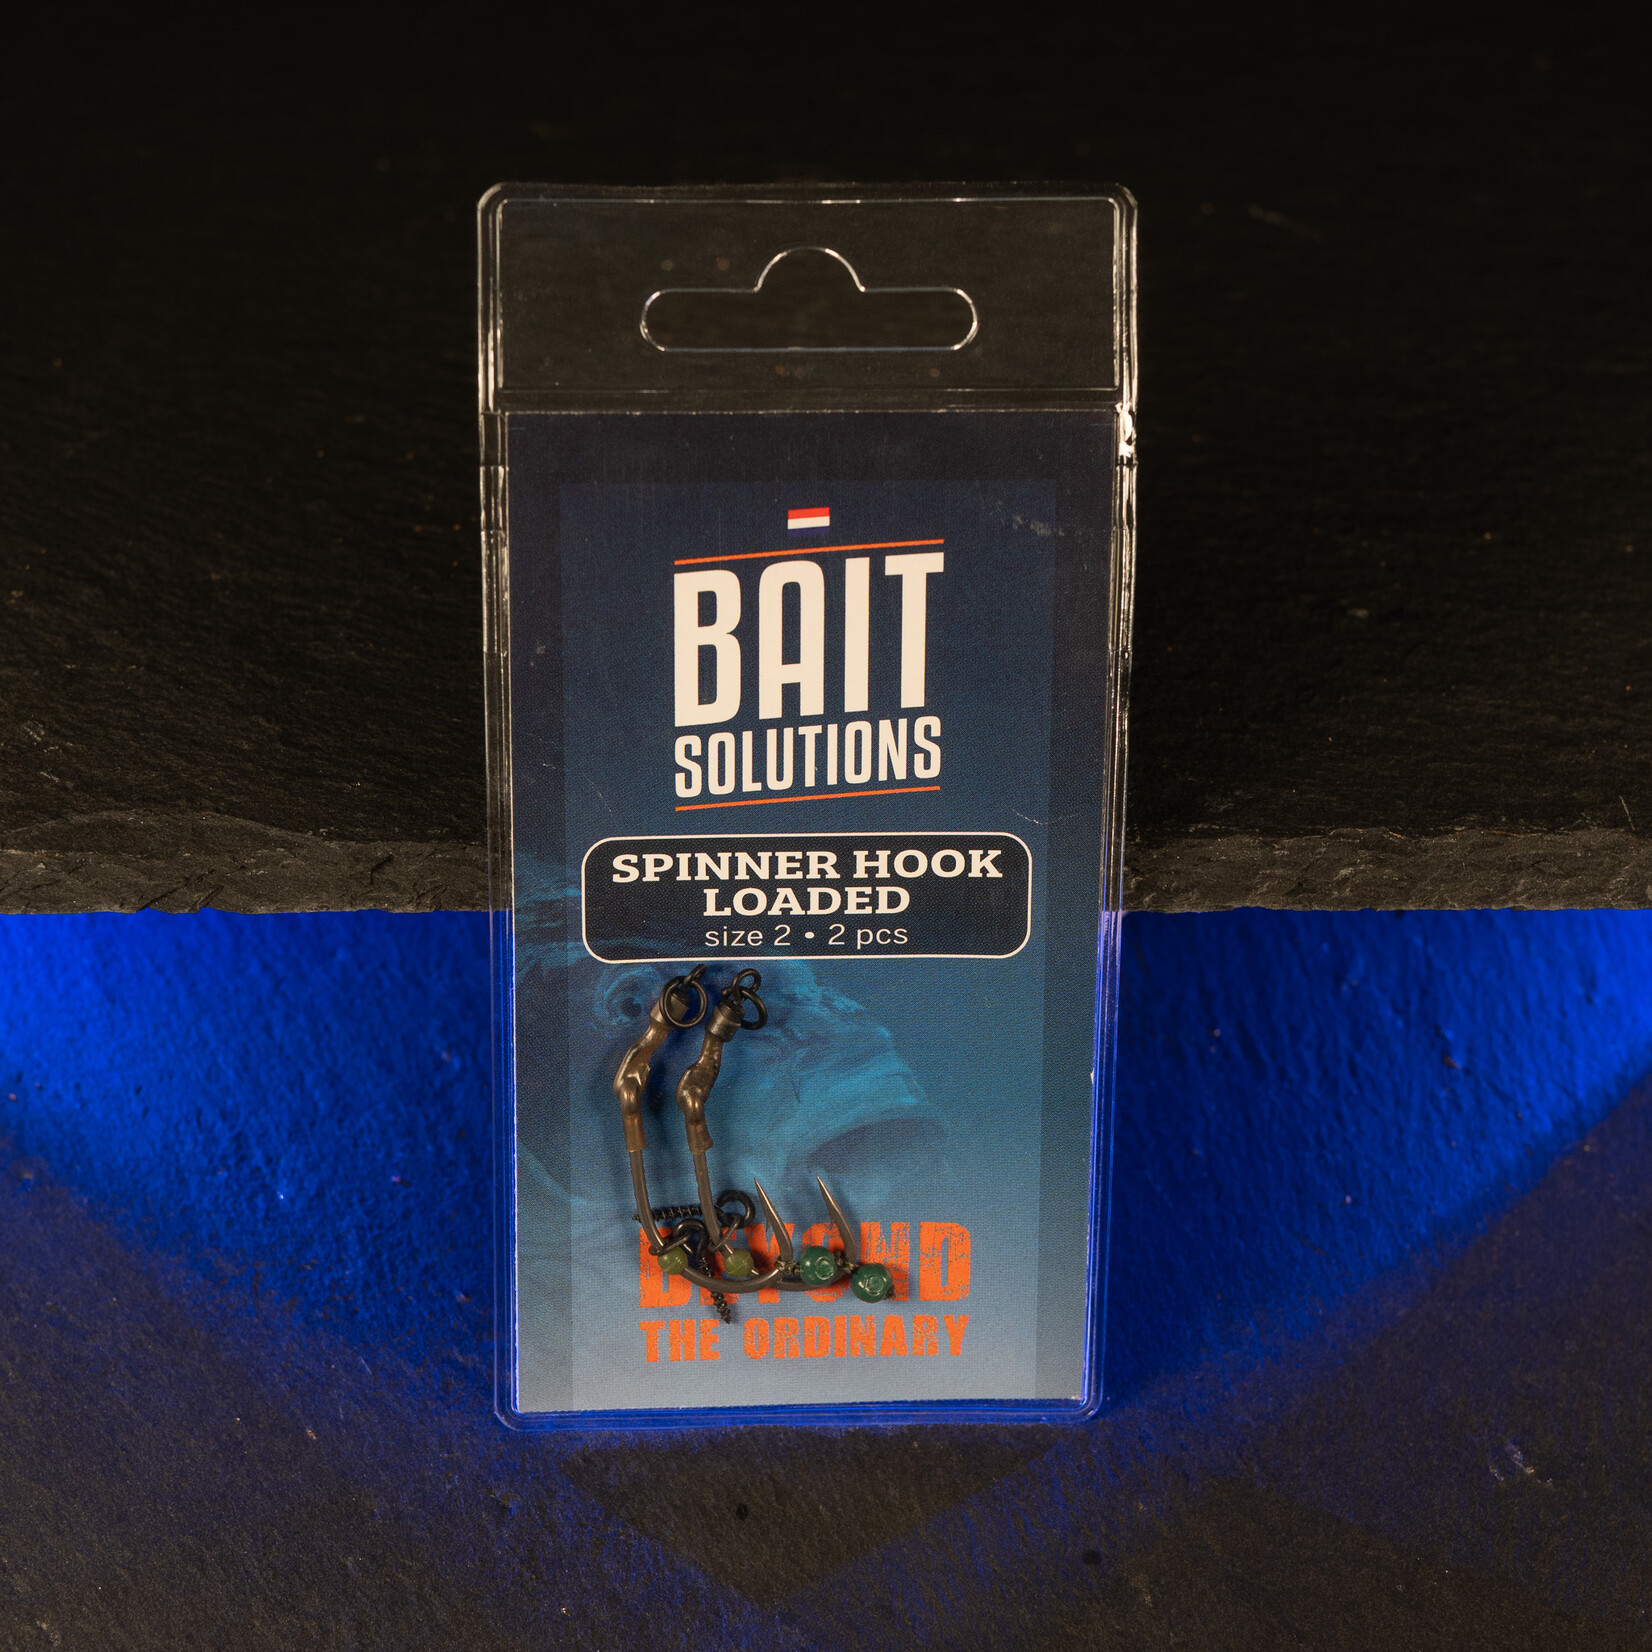 BAIT
SOLUTIONS
SPINNER HOOK
LOADED
size 2 • 2 pcs
BEYOND
THE ORDINARY